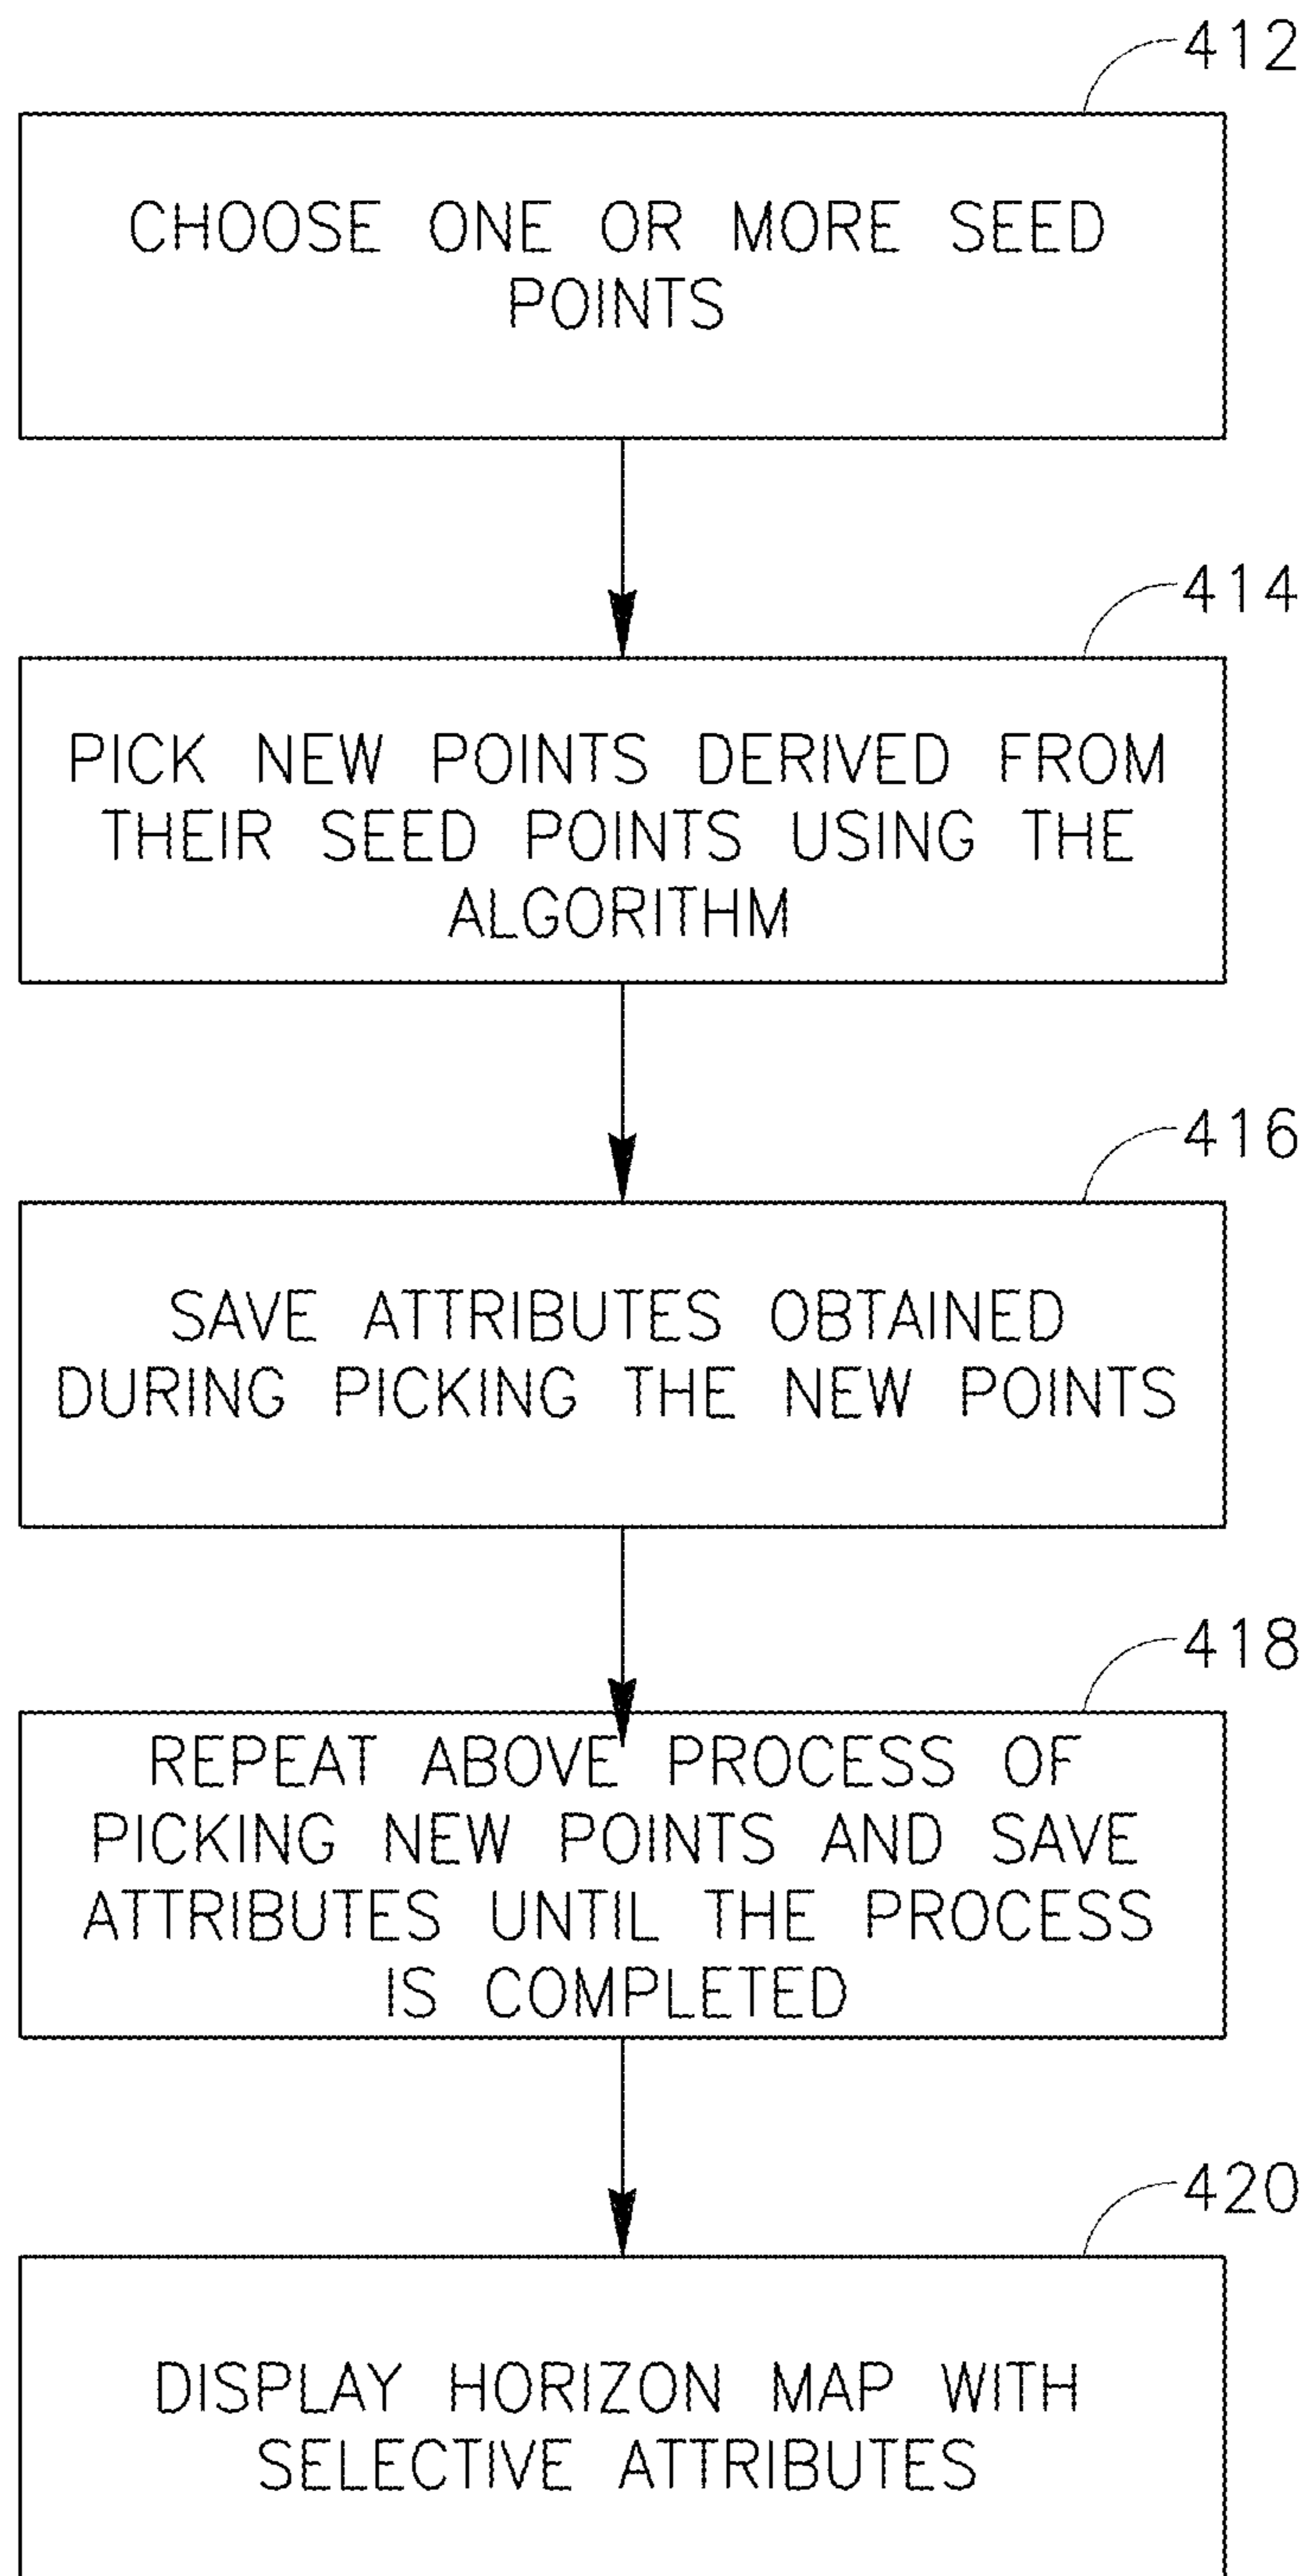 412
CHOOSE ONE OR MORE SEED
POINTS
414
PICK NEW POINTS DERIVED FROM
THEIR SEED POINTS USING THE
ALGORITHM
416
SAVE ATTRIBUTES OBTAINED
DURING PICKING THE NEW POINTS
418
REPEAT ABOVE PROCESS OF
PICKING NEW POINTS AND SAVE
ATTRIBUTES UNTIL THE PROCESS
IS COMPLETED
420
DISPLAY HORIZON MAP WITH
SELECTIVE ATTRIBUTES